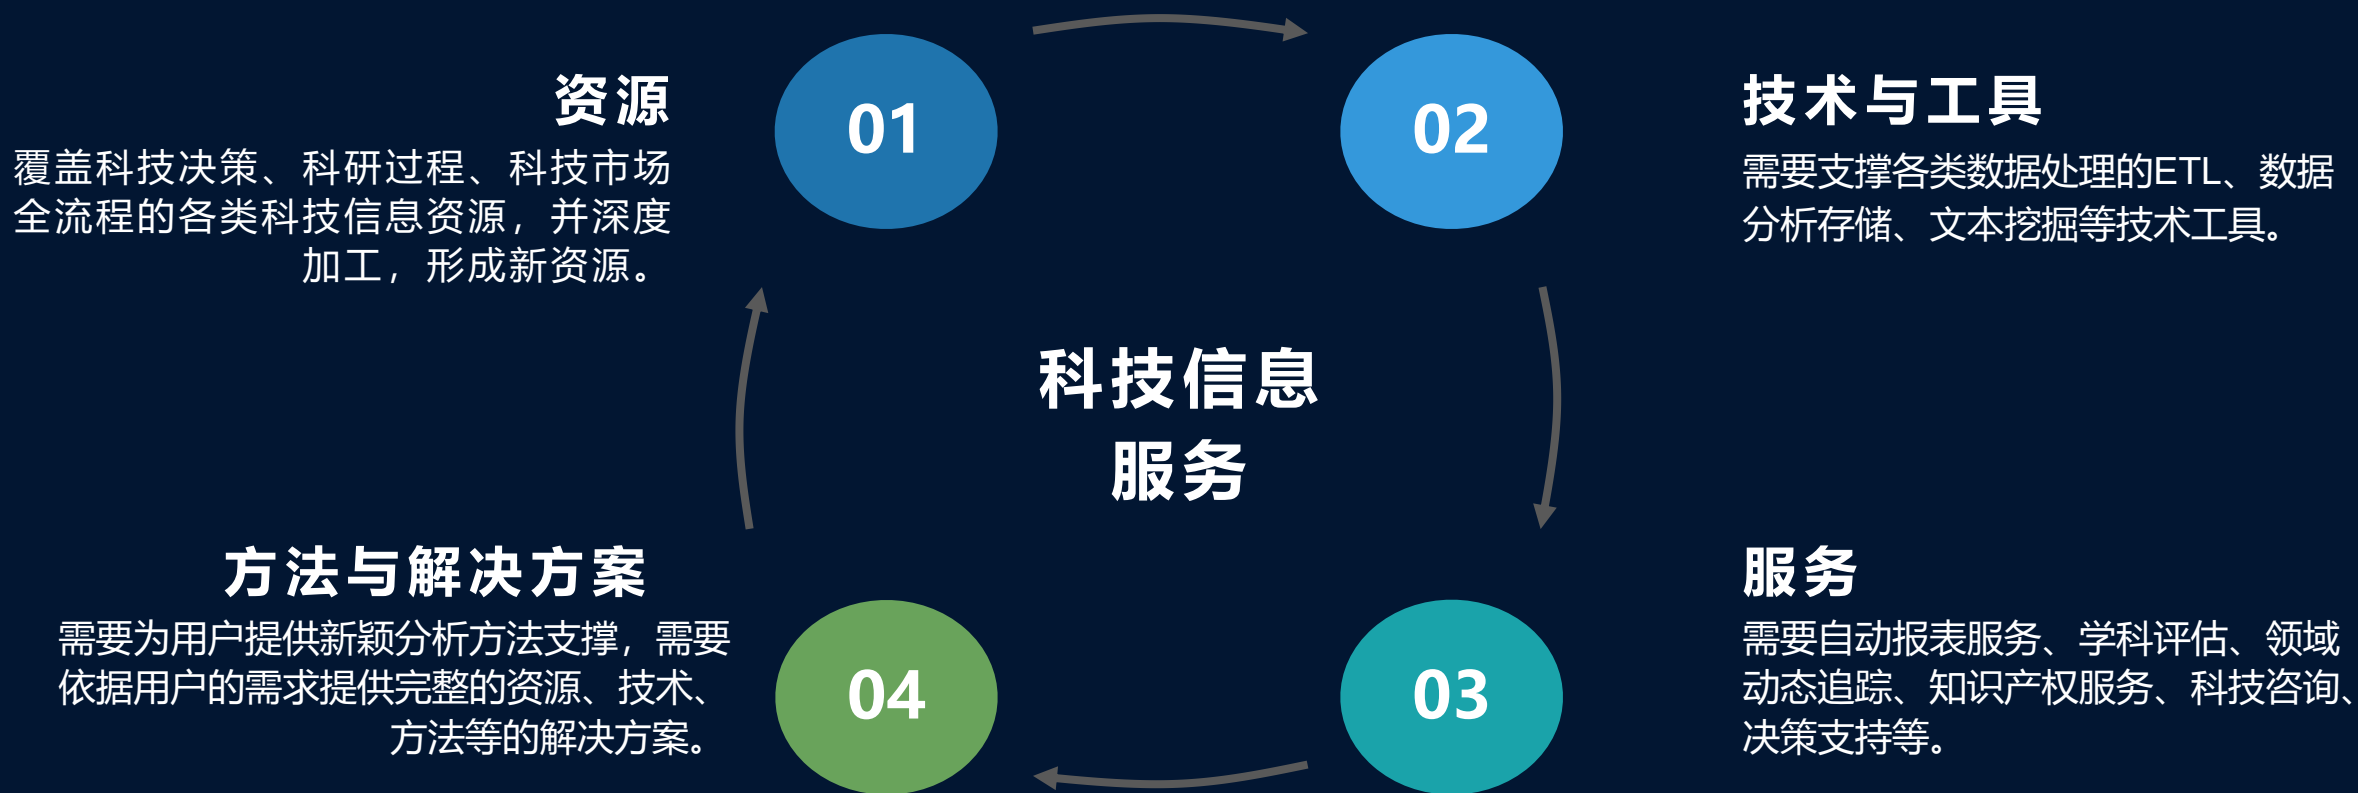 01
资源
覆盖科技决策、科研过程、科技市场
全流程的各类科技信息资源，并深度
加工，形成新资源。
02
技术与工具
需要支撑各类数据处理的ETL、数据
分析存储、文本挖掘等技术工具。
科技信息
服务
03
服务
需要自动报表服务、学科评估、领域
动态追踪、知识产权服务、科技咨询、
决策支持等。
04
方法与解决方案
需要为用户提供新颖分析方法支撑，需要
依据用户的需求提供完整的资源、技术、
方法等的解决方案。